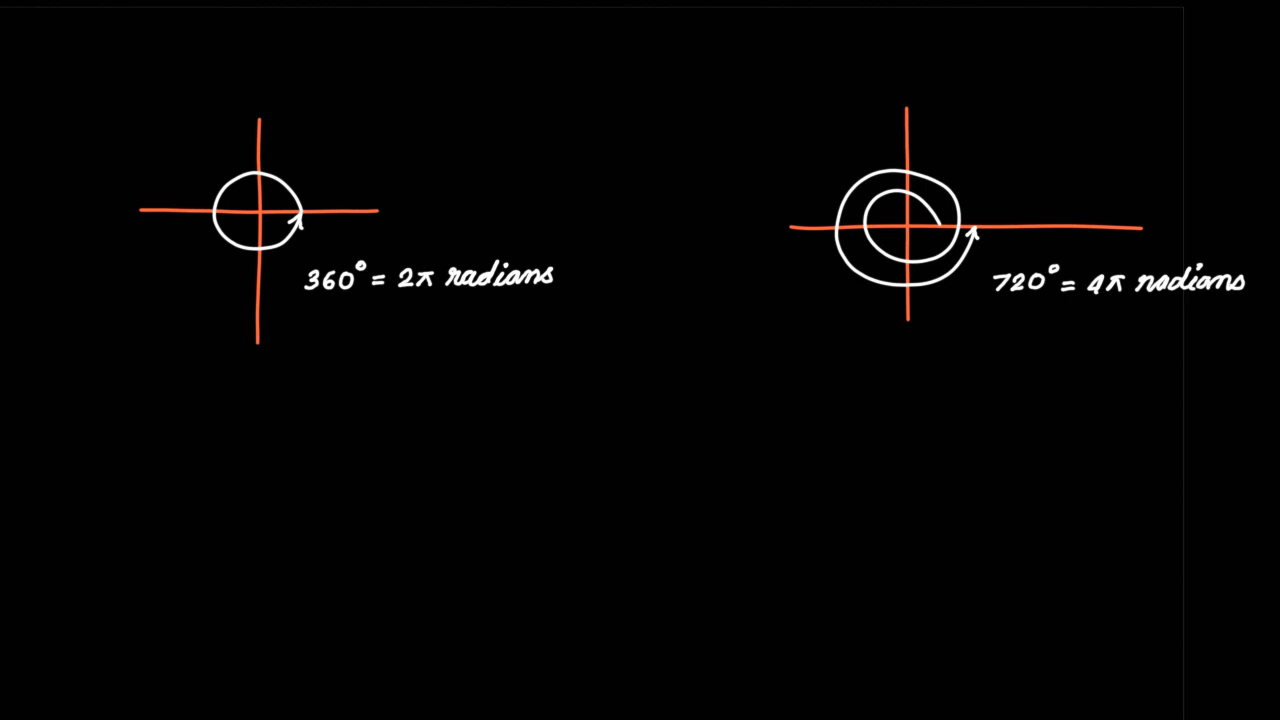 360° = 2π radians
720° = 4π radians